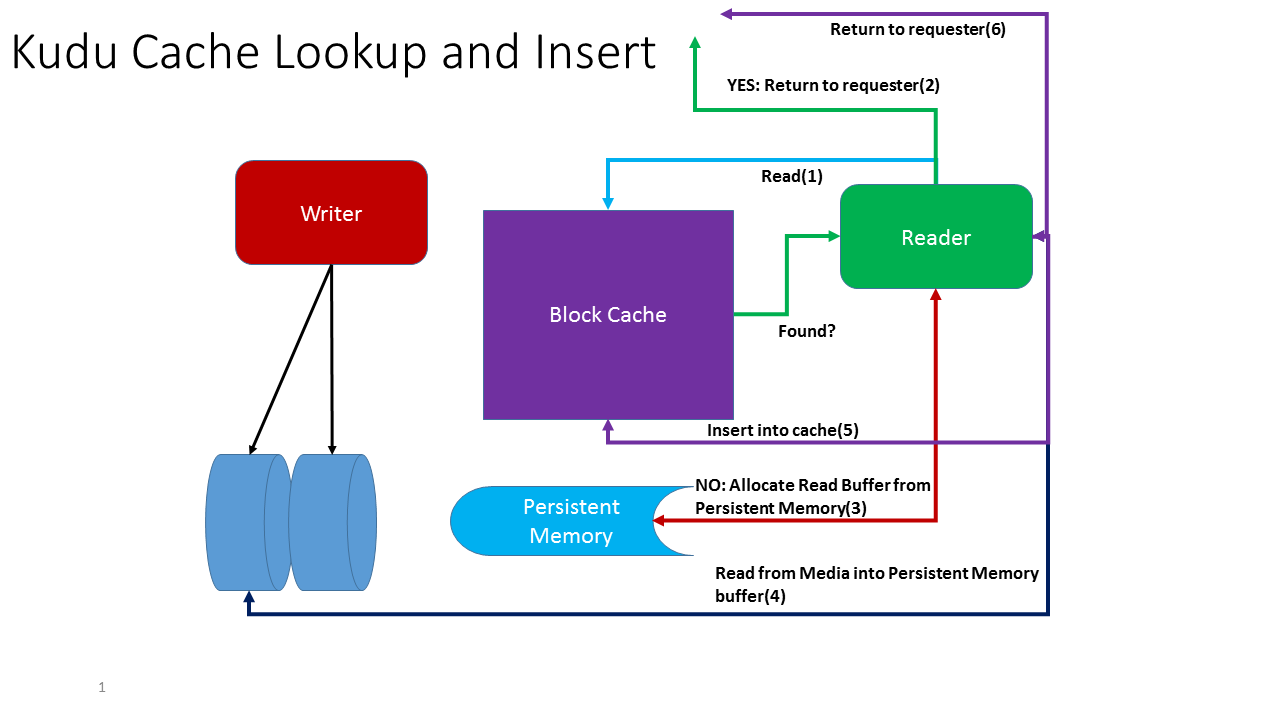 Kudu Cache Lookup and Insert
Return to requester(6)
YES: Return to requester(2)
Read(1)
Writer
Reader
Block Cache
Found?
Insert into cache(5)
NO: Allocate Read Buffer from
Persistent Memory(3)
Persistent
Memory
Read from Media into Persistent Memory
buffer(4)
1